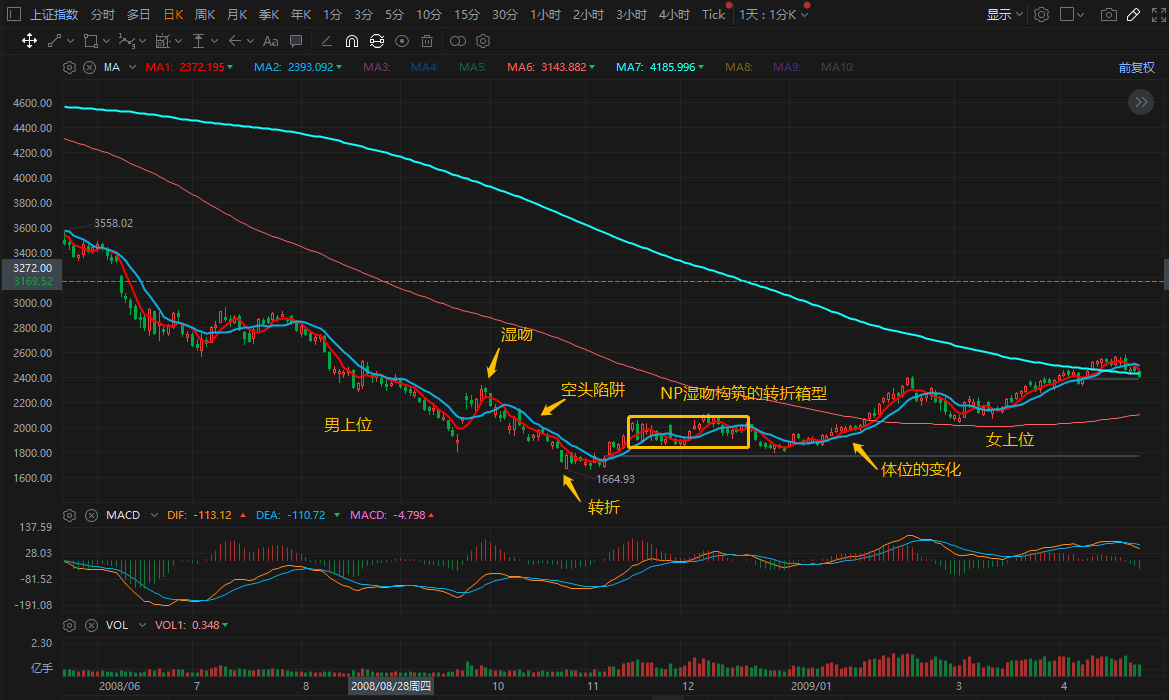 上证指数 分时 多日 日K 周K 月K 季K 年K 1分 3分 5分 10分 15分 30分 1小时 2小时 3小时 4小时 Tick 1天 : 1分K 显示
Aa
MA MA1: 2372.195 MA2: 2393.092 MA3: MA4: MA5: MA6: 3143.882 MA7: 4185.996 MA8: MA9: MA10: 前复权
4600.00
4400.00
4200.00
4000.00
3800.00
3600.00
3558.02
3400.00
3272.00
3169.52
3000.00
2800.00
湿吻
2600.00
2400.00
空头陷阱
NP湿吻构筑的转折箱型
2200.00
男上位
2000.00
女上位
1800.00
体位的变化
1600.00
1664.93
转折
MACD DIF: -113.12 DEA: -110.72 MACD: -4.798
137.59
28.03
-81.52
-191.08
VOL VOL1: 0.348
2.30
亿手
2008/06 7 8 2008/08/28周四 10 11 12 2009/01 3 4